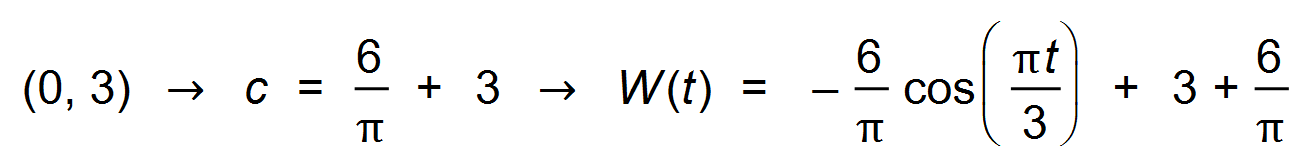 (0, 3) → c = 6/π + 3 → W(t) = – 6/π cos(πt/3) + 3 + 6/π